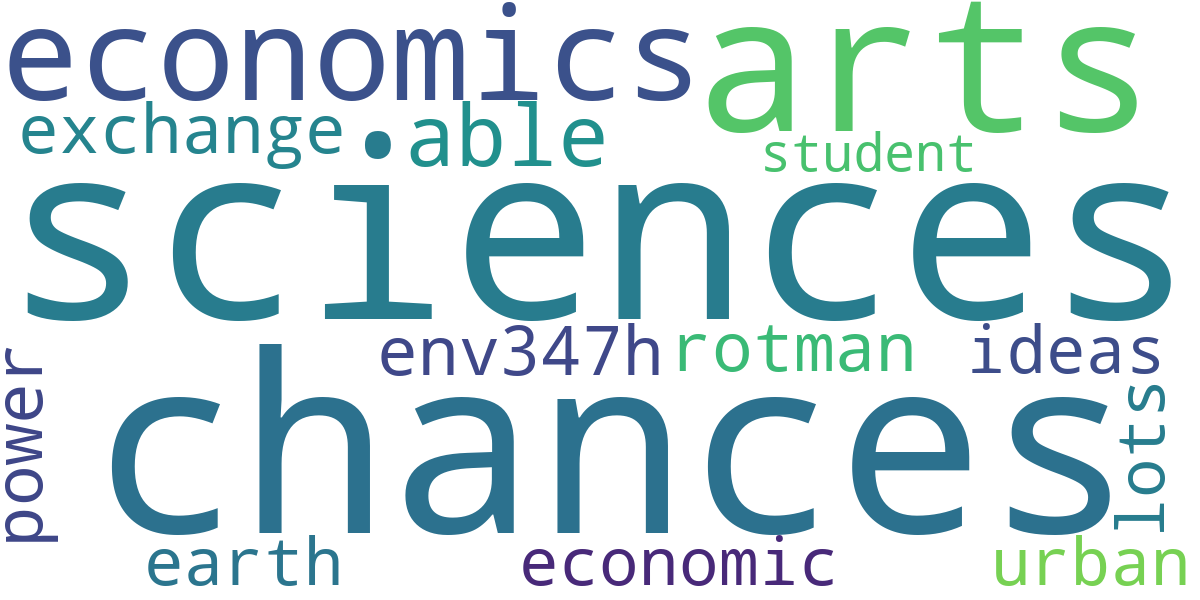 economics arts
exchange able student
sciences
env347h rotman ideas
power chances lots
earth economic urban